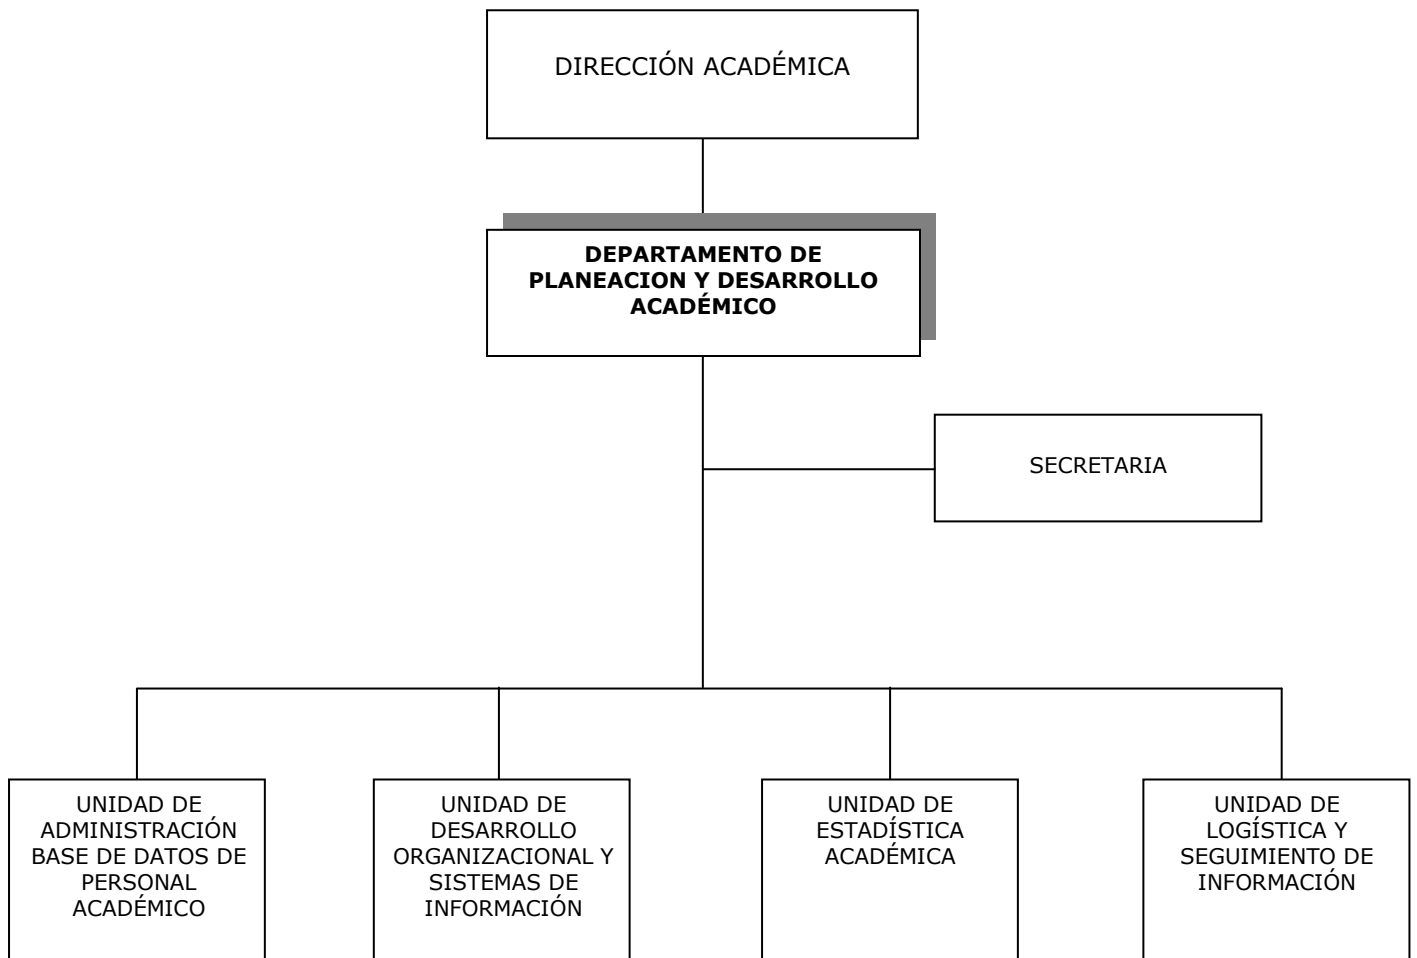 DIRECCIÓN ACADÉMICA
DEPARTAMENTO DE
PLANEACION Y DESARROLLO
ACADÉMICO
SECRETARIA
UNIDAD DE
ADMINISTRACIÓN
BASE DE DATOS DE
PERSONAL
ACADÉMICO
UNIDAD DE
DESARROLLO
ORGANIZACIONAL Y
SISTEMAS DE
INFORMACIÓN
UNIDAD DE
ESTADÍSTICA
ACADÉMICA
UNIDAD DE
LOGÍSTICA Y
SEGUIMIENTO DE
INFORMACIÓN